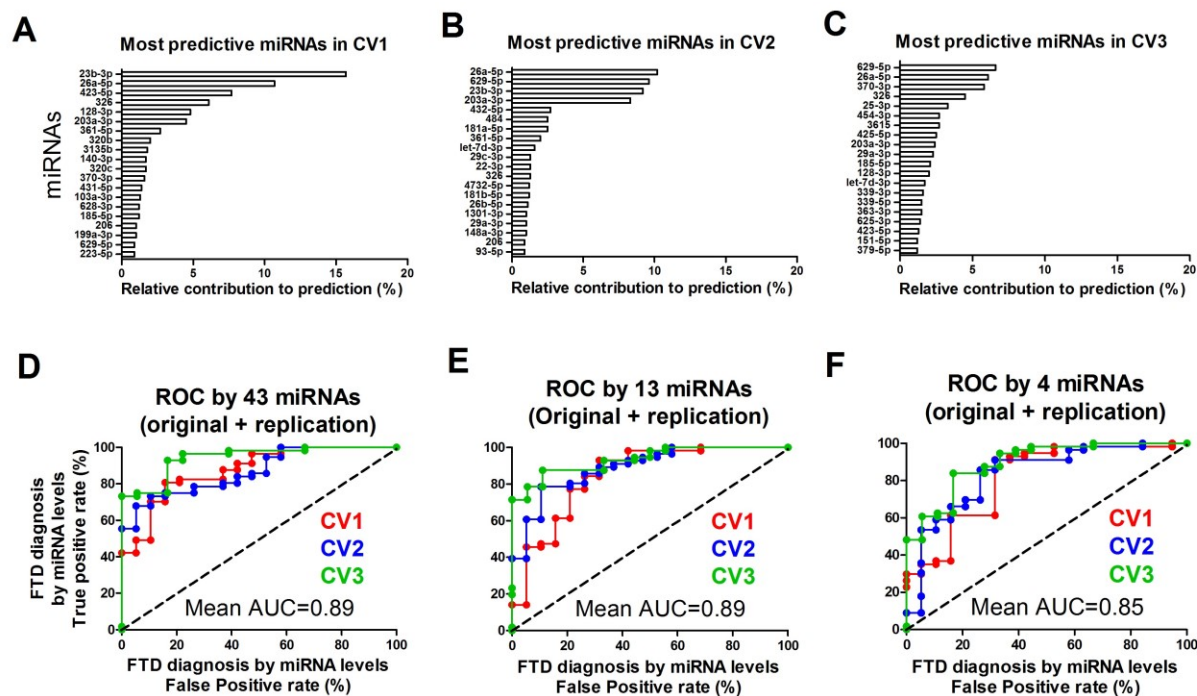 A
Most predictive miRNAs in CV1
miRNAs
23b-3p
26a-5p
423-5p
326
128-3p
203a-3p
361-5p
320b
3135b
140-3p
320c
370-3p
431-5p
103a-3p
628-3p
185-5p
206
199a-3p
629-5p
223-5p
0 5 10 15 20
Relative contribution to prediction (%)
B
Most predictive miRNAs in CV2
26a-5p
629-5p
23b-3p
203a-3p
432-5p
484
181a-5p
361-5p
let-7d-3p
29c-3p
22-3p
326
4732-5p
181b-5p
26b-5p
1301-3p
29a-3p
148a-3p
206
93-5p
0 5 10 15 20
Relative contribution to prediction (%)
C
Most predictive miRNAs in CV3
629-5p
26a-5p
370-3p
326
25-3p
454-3p
3615
425-5p
203a-3p
29a-3p
185-5p
128-3p
let-7d-3p
339-3p
339-5p
363-3p
625-3p
423-5p
151-5p
379-5p
0 5 10 15 20
Relative contribution to prediction (%)
D
ROC by 43 miRNAs
(original + replication)
FTD diagnosis
by miRNA levels
True positive rate (%)
100
80
60
40
20
0
CV1
CV2
CV3
Mean AUC=0.89
0 20 40 60 80 100
FTD diagnosis by miRNA levels
False Positive rate (%)
E
ROC by 13 miRNAs
(Original + replication)
100
80
60
40
20
0
CV1
CV2
CV3
Mean AUC=0.89
0 20 40 60 80 100
FTD diagnosis by miRNA levels
False Positive rate (%)
F
ROC by 4 miRNAs
(original + replication)
100
80
60
40
20
0
CV1
CV2
CV3
Mean AUC=0.85
0 20 40 60 80 100
FTD diagnosis by miRNA levels
False Positive rate (%)